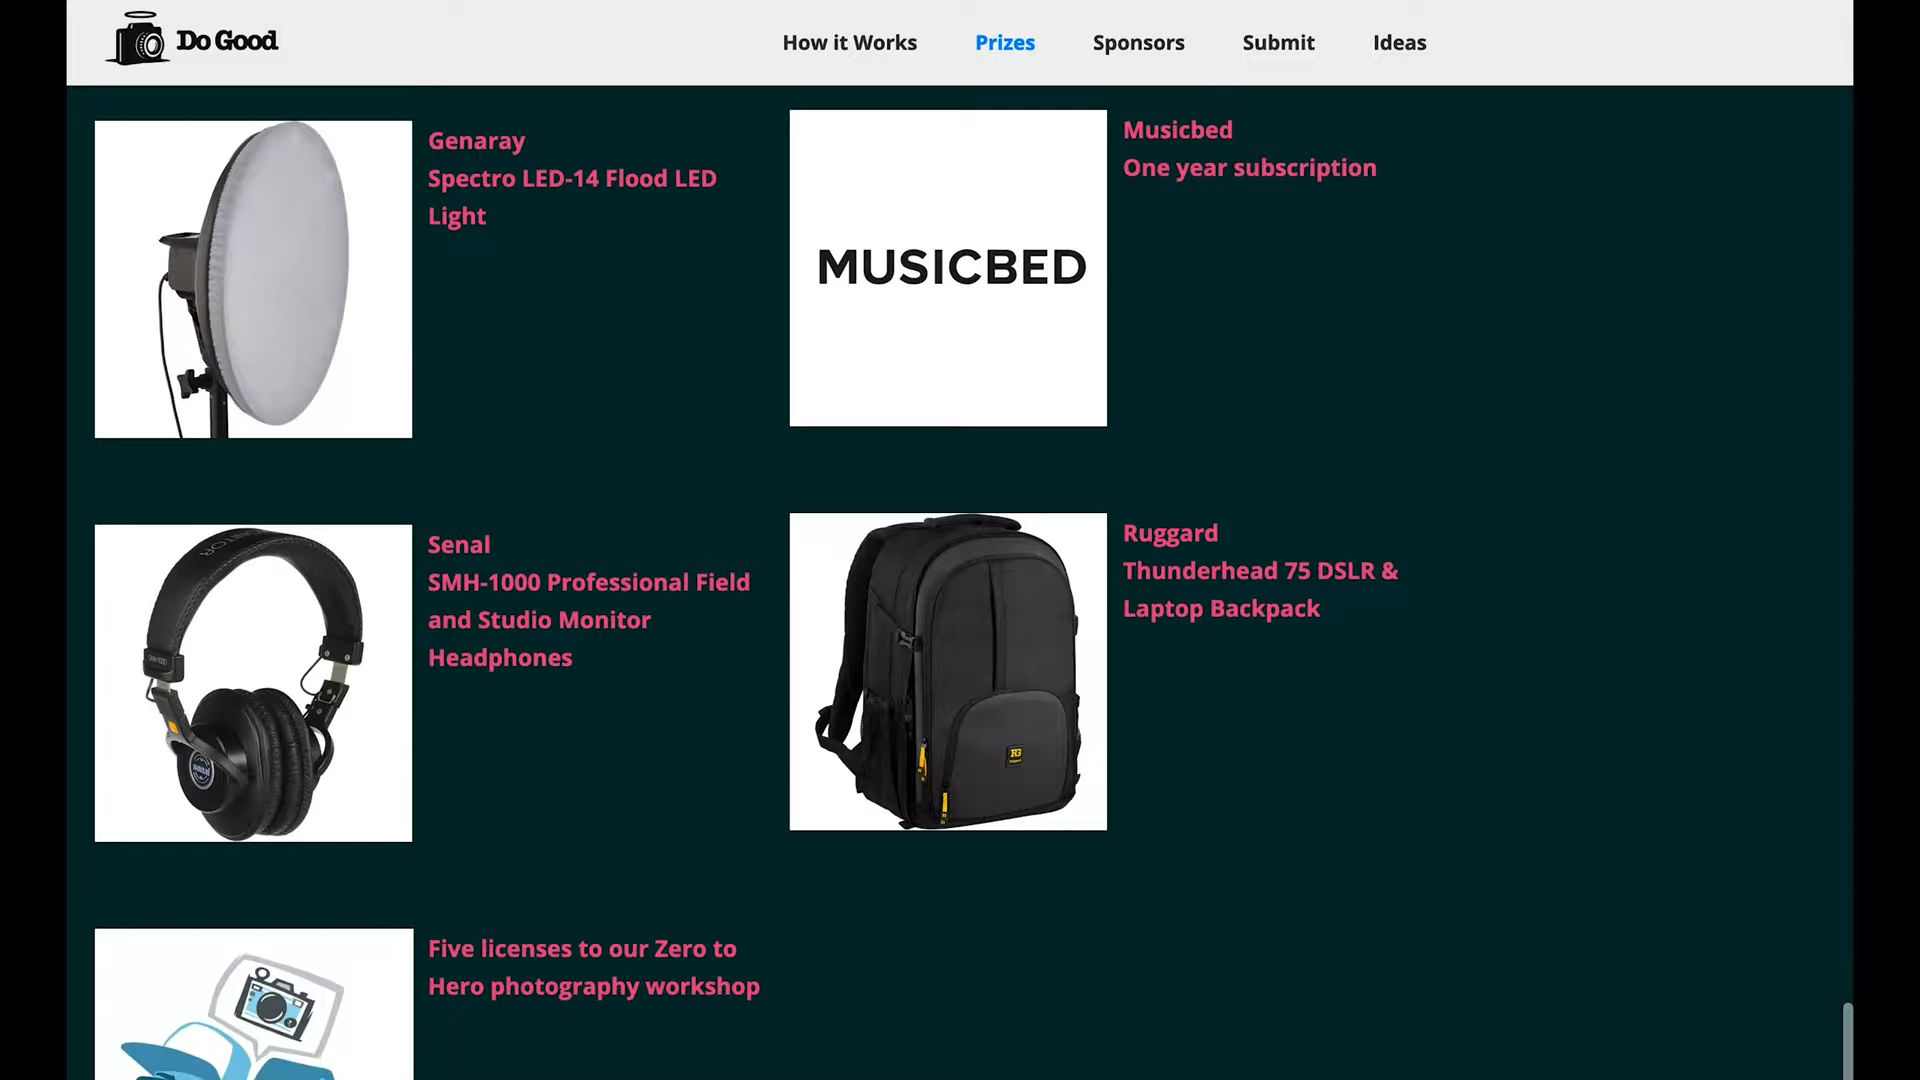 Do Good
How it Works
Prizes
Sponsors
Submit
Ideas
Genaray
Spectro LED-14 Flood LED
Light
Musicbed
One year subscription
MUSICBED
Senal
SMH-1000 Professional Field
and Studio Monitor
Headphones
senal
Ruggard
Thunderhead 75 DSLR &
Laptop Backpack
Five licenses to our Zero to
Hero photography workshop